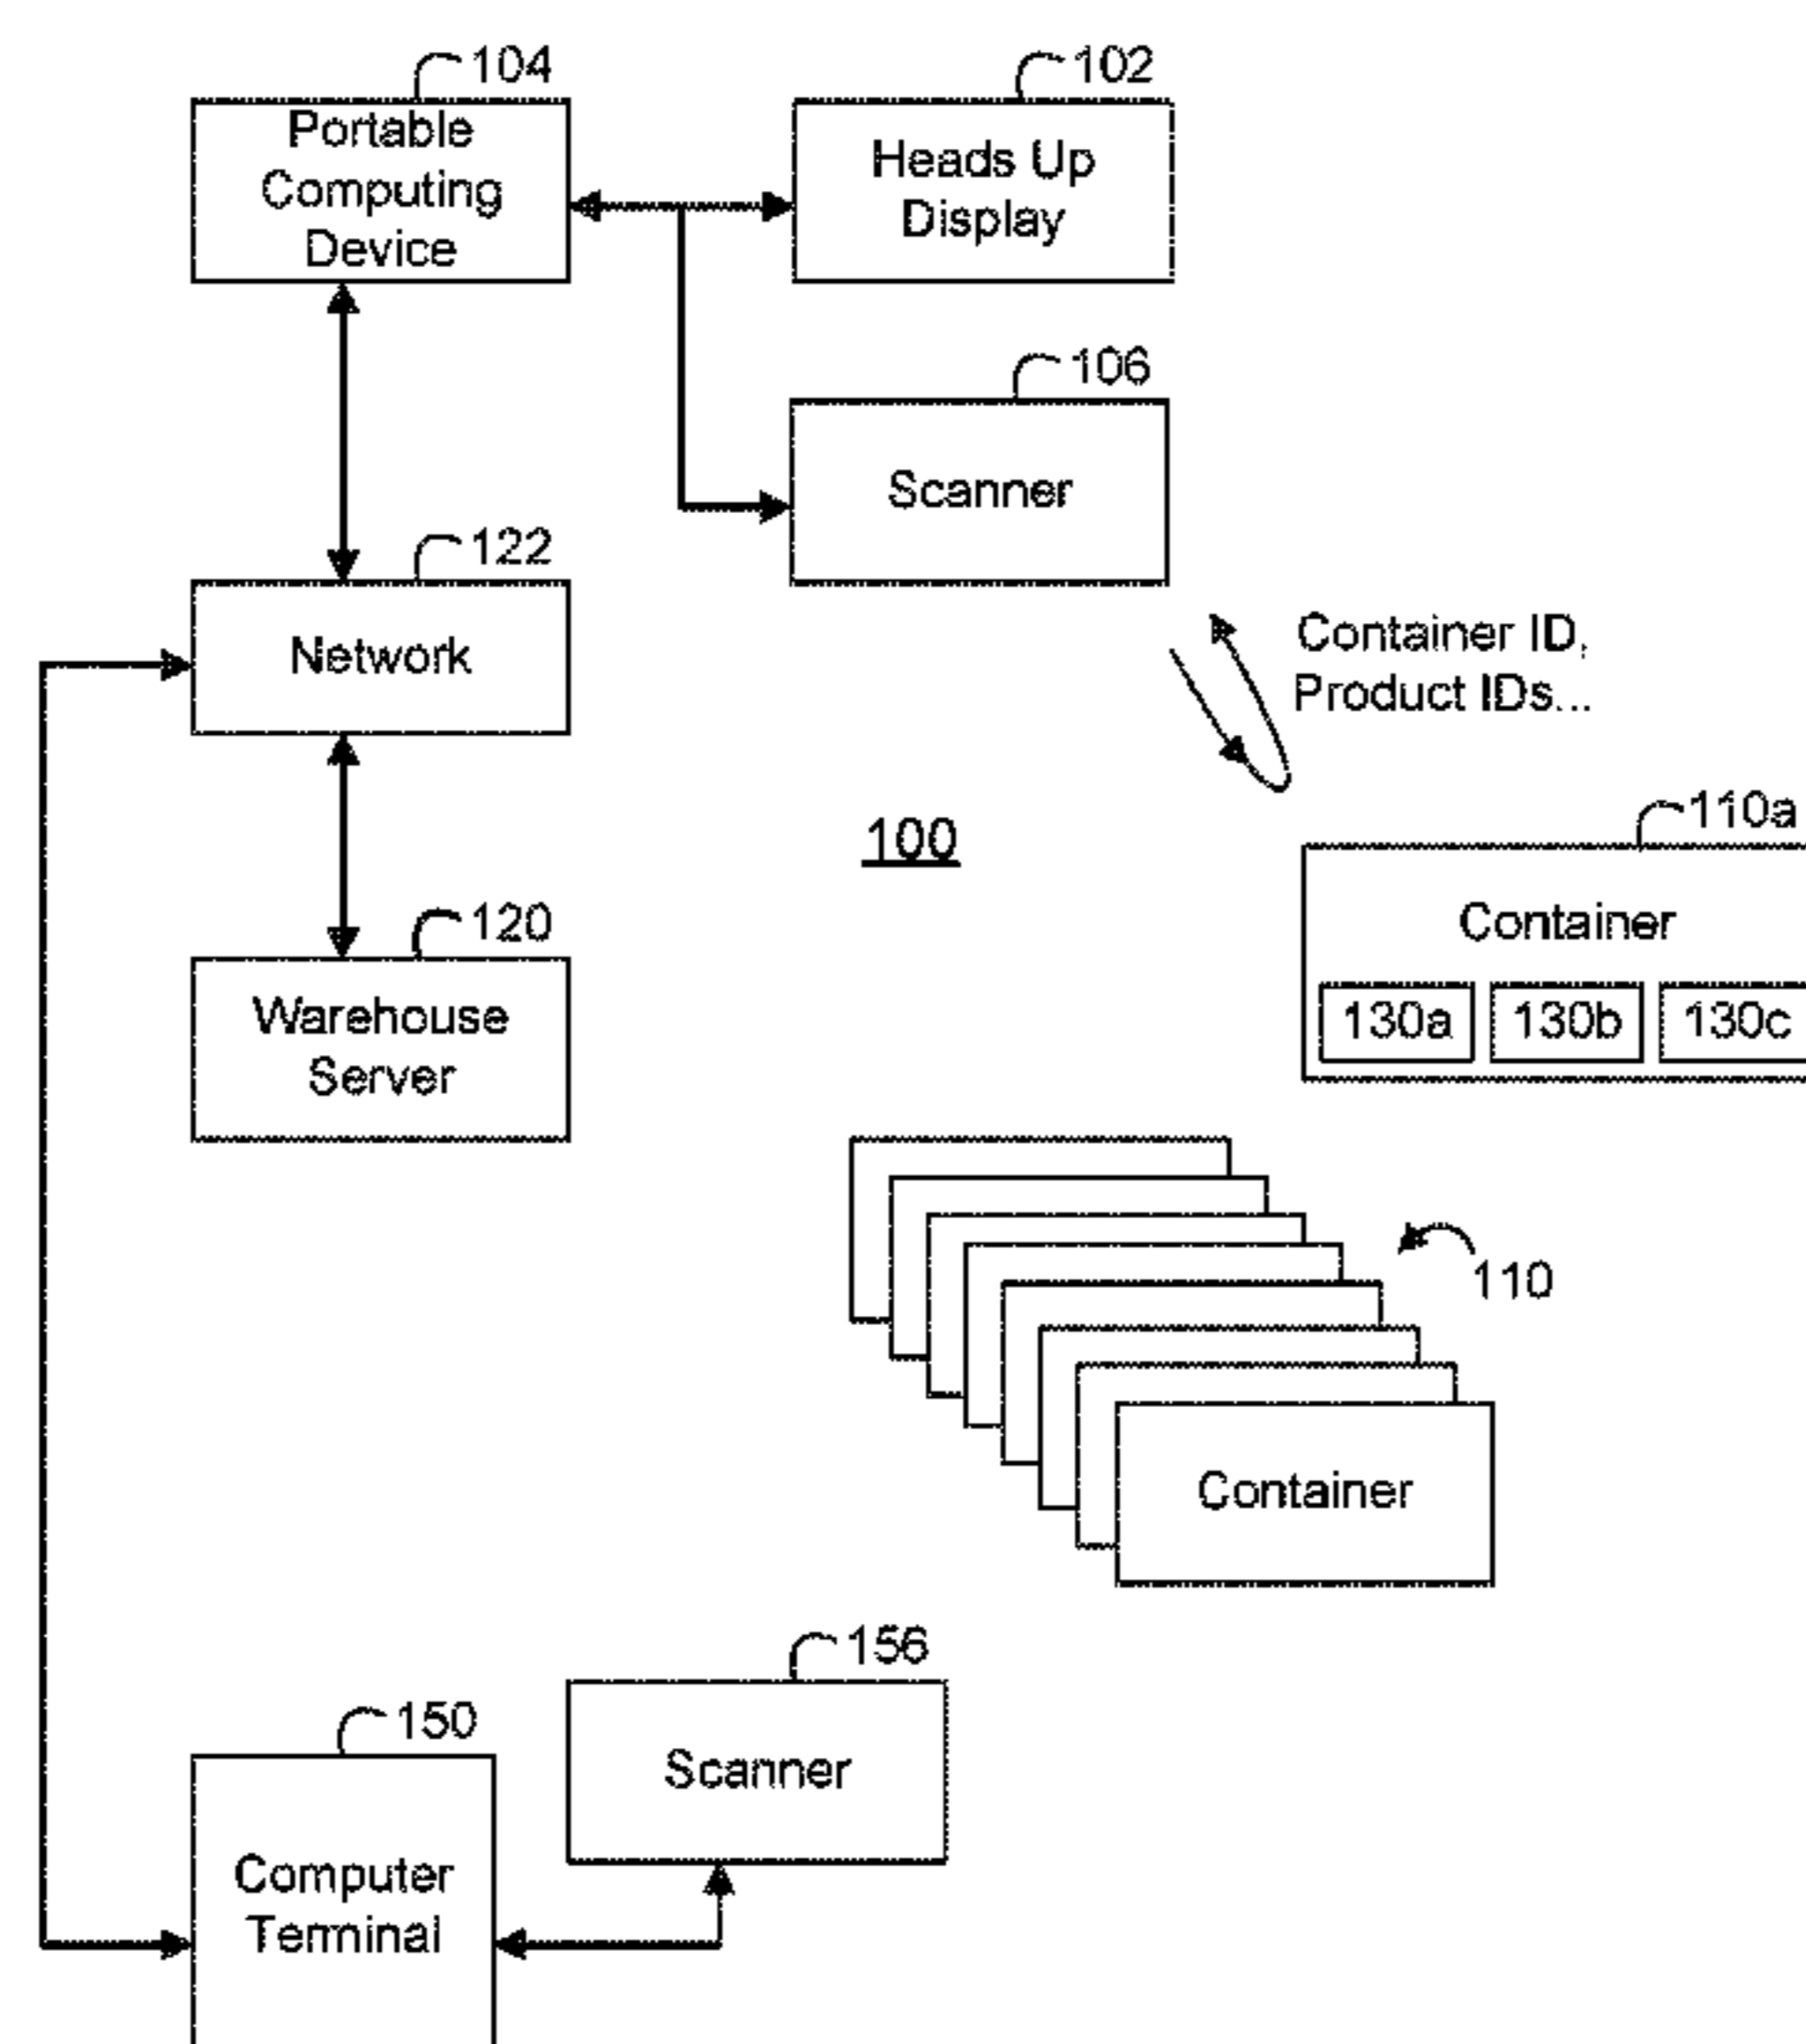 104
Portable
Computing
Device
102
Heads Up
Display
106
Scanner
122
Network
Container ID,
Product IDs...
100
110a
Container
130a 130b 130c
120
Warehouse
Server
110
Container
156
Scanner
150
Computer
Terminal